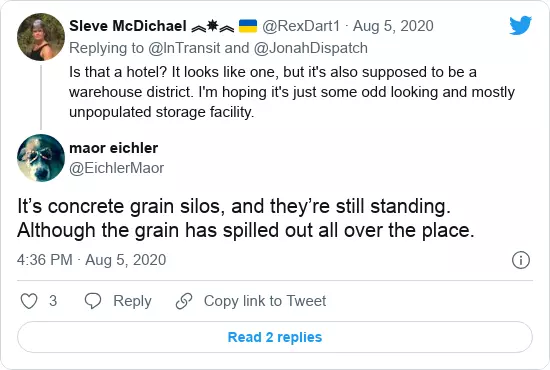 Sleve McDichael ︽✸︽ 🇺🇦 @RexDart1 · Aug 5, 2020
Replying to @InTransit and @JonahDispatch
Is that a hotel? It looks like one, but it's also supposed to be a
warehouse district. I'm hoping it's just some odd looking and mostly
unpopulated storage facility.
maor eichler
@EichlerMaor
It’s concrete grain silos, and they’re still standing.
Although the grain has spilled out all over the place.
4:36 PM · Aug 5, 2020
3 Reply Copy link to Tweet
Read 2 replies